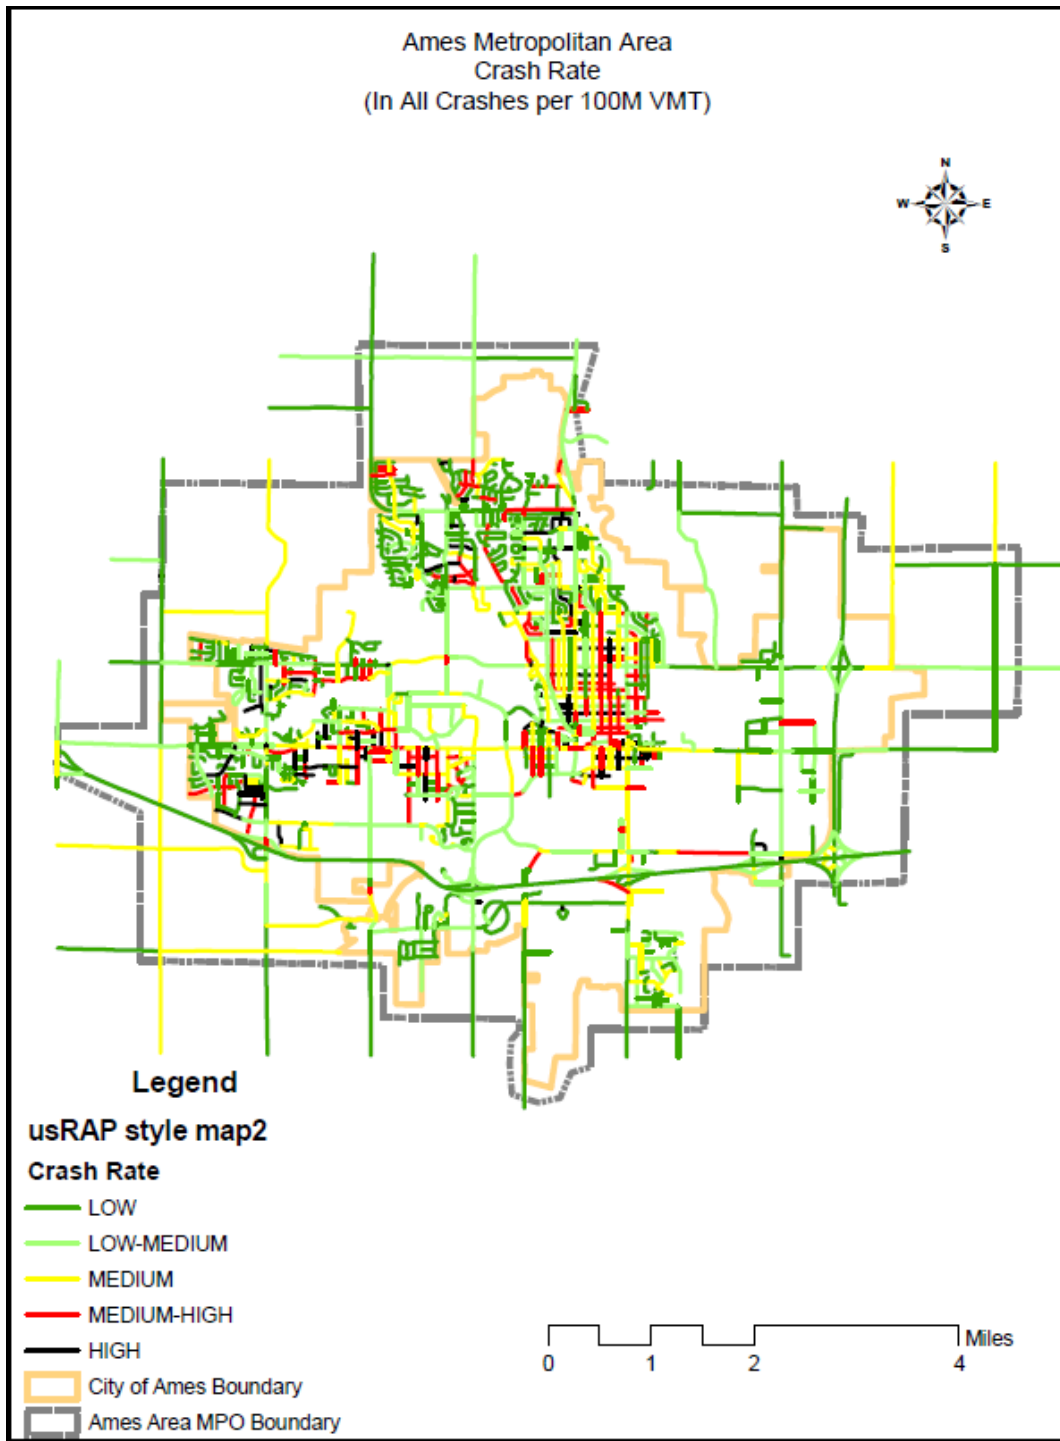 Ames Metropolitan Area
Crash Rate
(In All Crashes per 100M VMT)
N
W E
S
Legend
usRAP style map2
Crash Rate
LOW
LOW-MEDIUM
MEDIUM
MEDIUM-HIGH
HIGH
City of Ames Boundary
Ames Area MPO Boundary
Miles
0 1 2 4